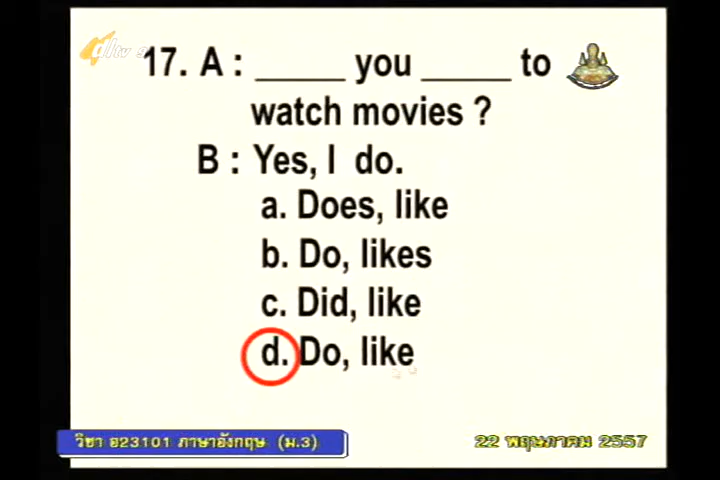 17. A : _____ you _____ to
watch movies ?
B : Yes, I do.
a. Does, like
b. Do, likes
c. Did, like
d. Do, like
วิชา อ23101 ภาษาอังกฤษ (ม.3)
22 พฤษภาคม 2557